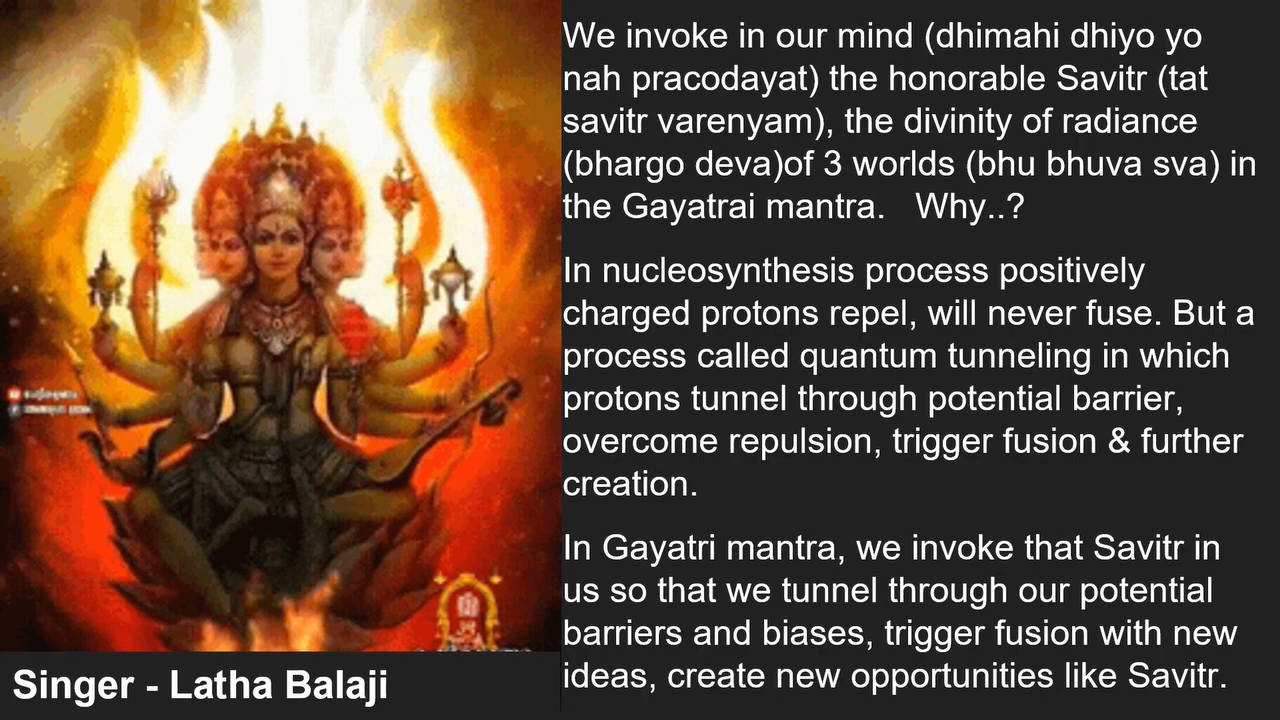 We invoke in our mind (dhimahi dhiyo yo
nah pracodayat) the honorable Savitr (tat
savitr varenyam), the divinity of radiance
(bhargo deva)of 3 worlds (bhu bhuva sva) in
the Gayatrai mantra.   Why..?
In nucleosynthesis process positively
charged protons repel, will never fuse. But a
process called quantum tunneling in which
protons tunnel through potential barrier,
overcome repulsion, trigger fusion & further
creation.
In Gayatri mantra, we invoke that Savitr in
us so that we tunnel through our potential
barriers and biases, trigger fusion with new
ideas, create new opportunities like Savitr.
Singer - Latha Balaji